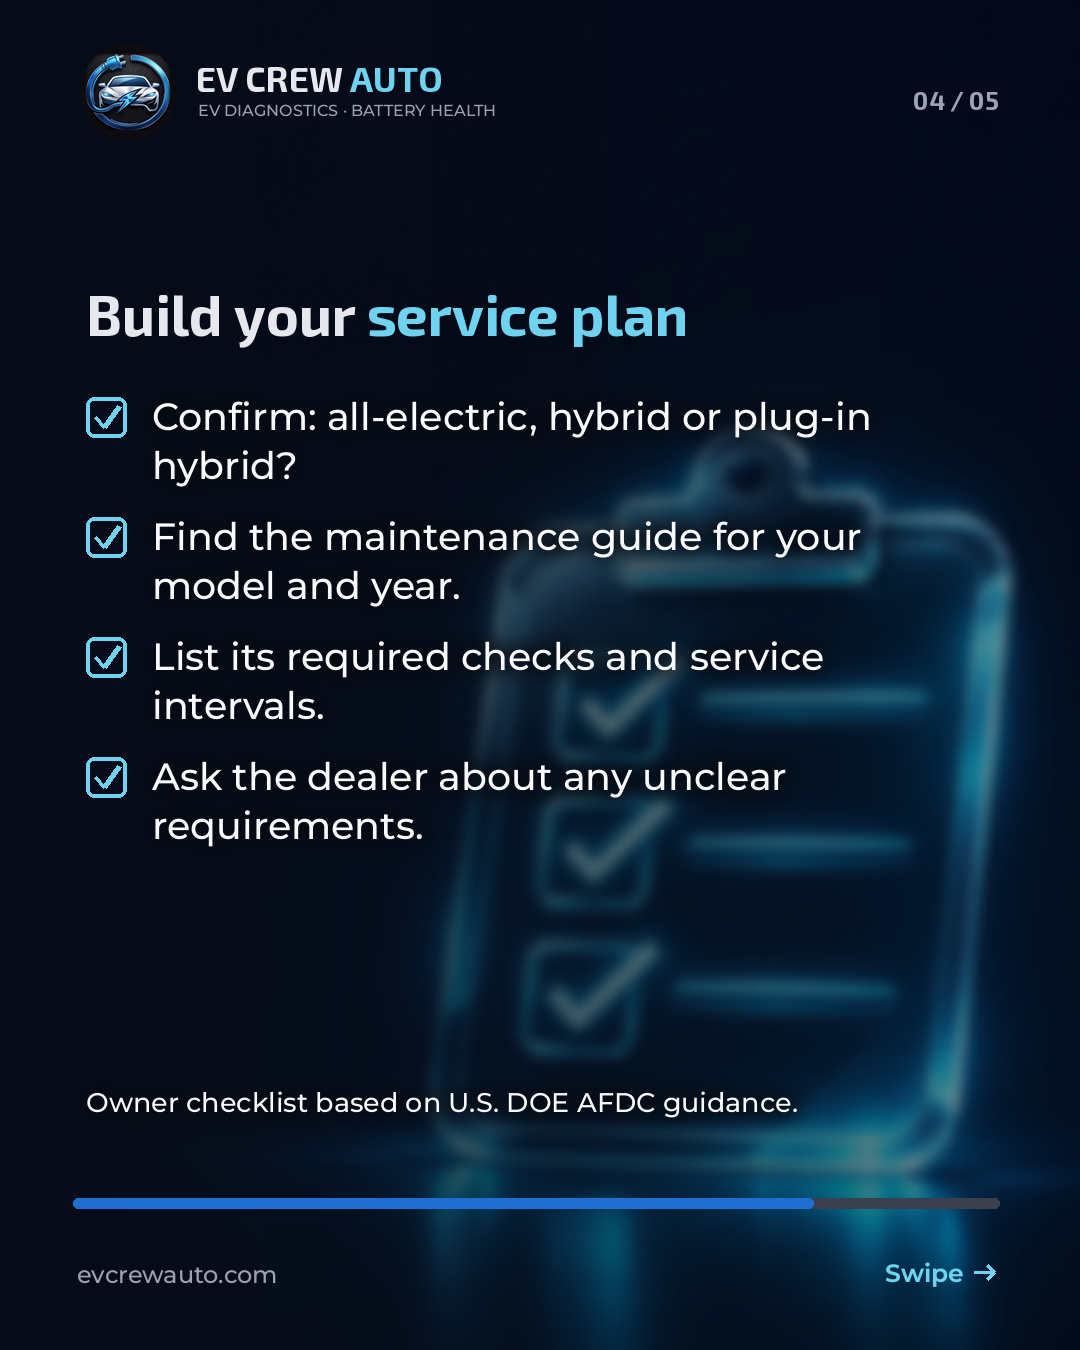 EV CREW AUTO
EV DIAGNOSTICS · BATTERY HEALTH
04 / 05
Build your service plan
Confirm: all-electric, hybrid or plug-in
hybrid?
Find the maintenance guide for your
model and year.
List its required checks and service
intervals.
Ask the dealer about any unclear
requirements.
Owner checklist based on U.S. DOE AFDC guidance.
evcrewauto.com
Swipe →